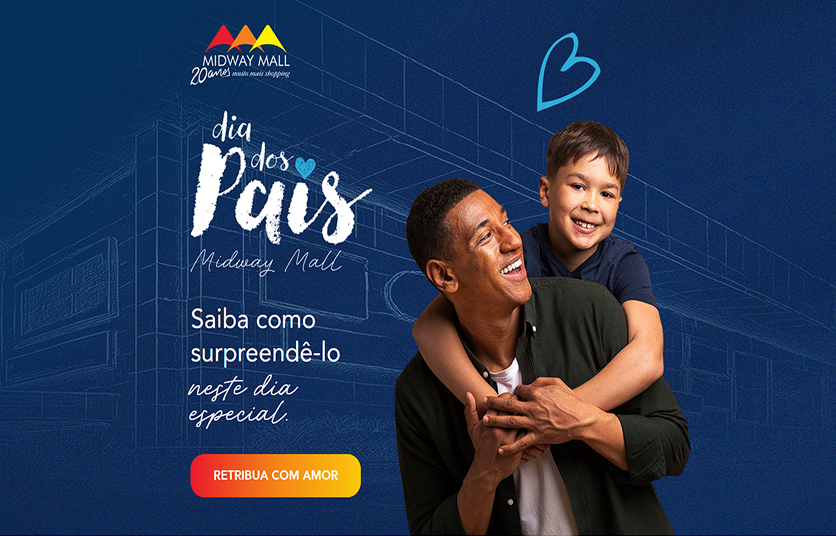 MIDWAY MALL
20 anos muito mais shopping
dia
dos
Pais
Midway Mall
Saiba como
surpreendê-lo
neste dia
especial.
RETRIBUA COM AMOR